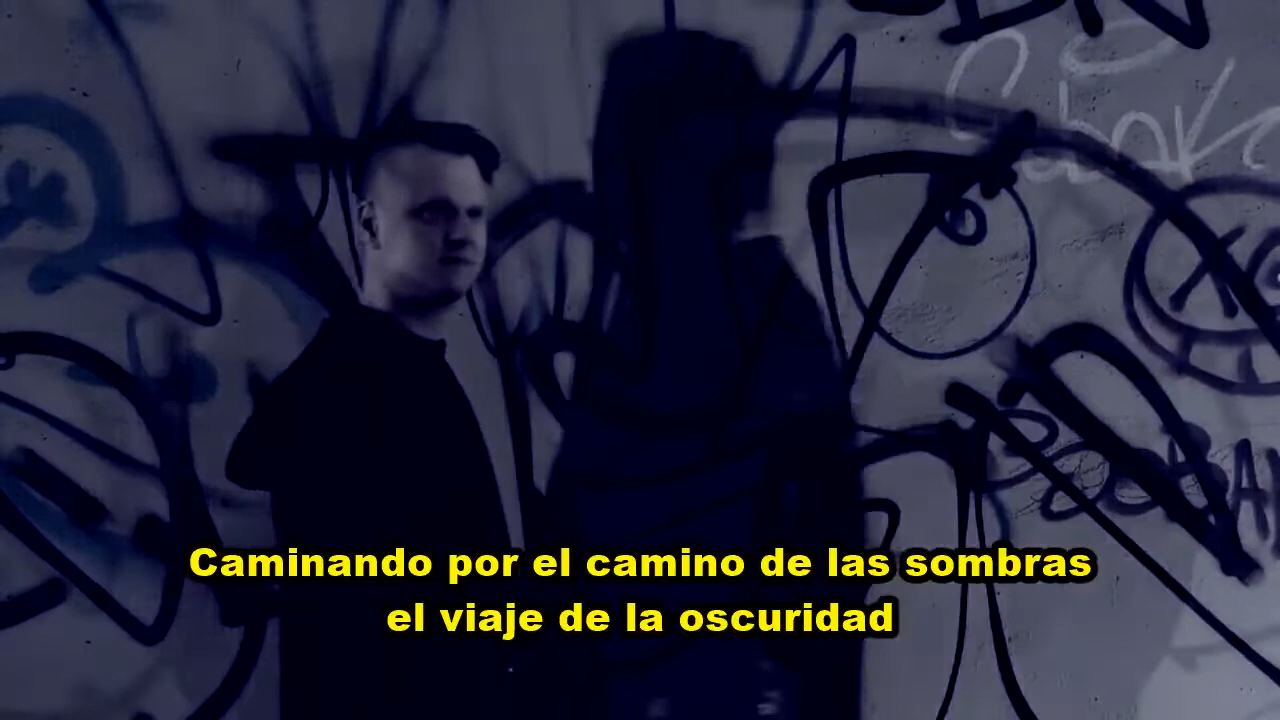 Caminando por el camino de las sombras
el viaje de la oscuridad